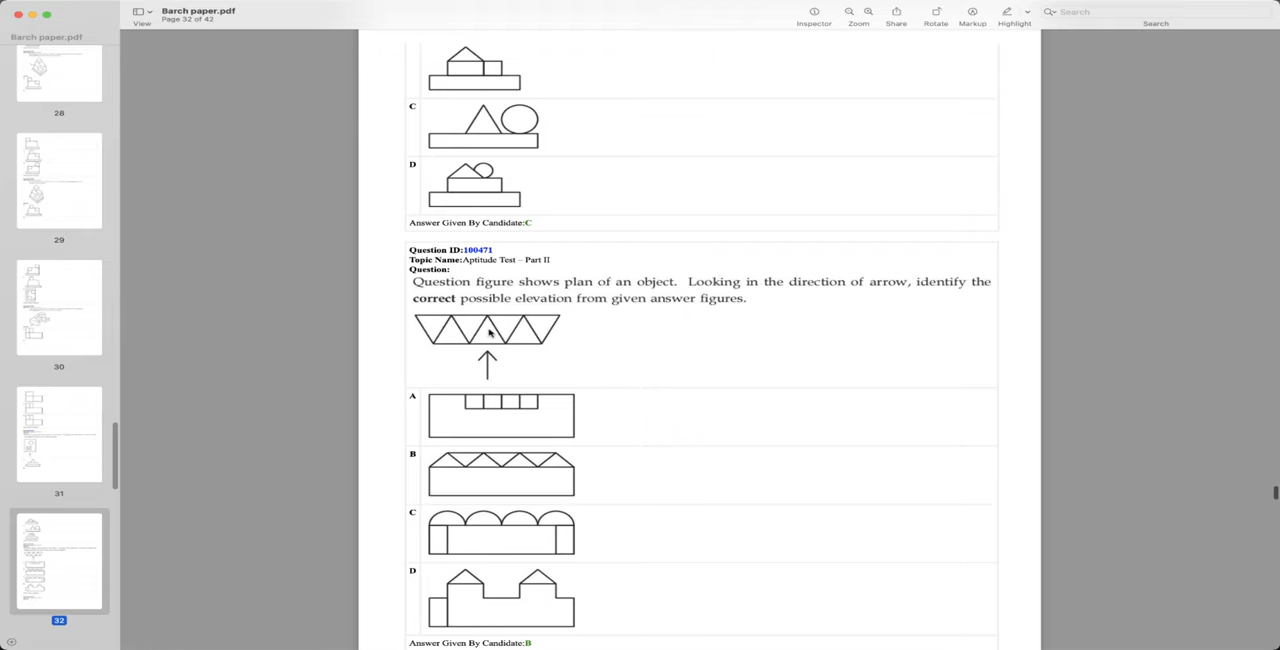 Barch paper.pdf
Page 32 of 42
View
Inspector
Zoom
Share
Rotate
Markup
Highlight
Search
Search
Barch paper.pdf
28
29
30
31
32
C
D
Answer Given By Candidate:C
Question ID:100471
Topic Name:Aptitude Test – Part II
Question:
Question figure shows plan of an object. Looking in the direction of arrow, identify the
correct possible elevation from given answer figures.
A
B
C
D
Answer Given By Candidate:B